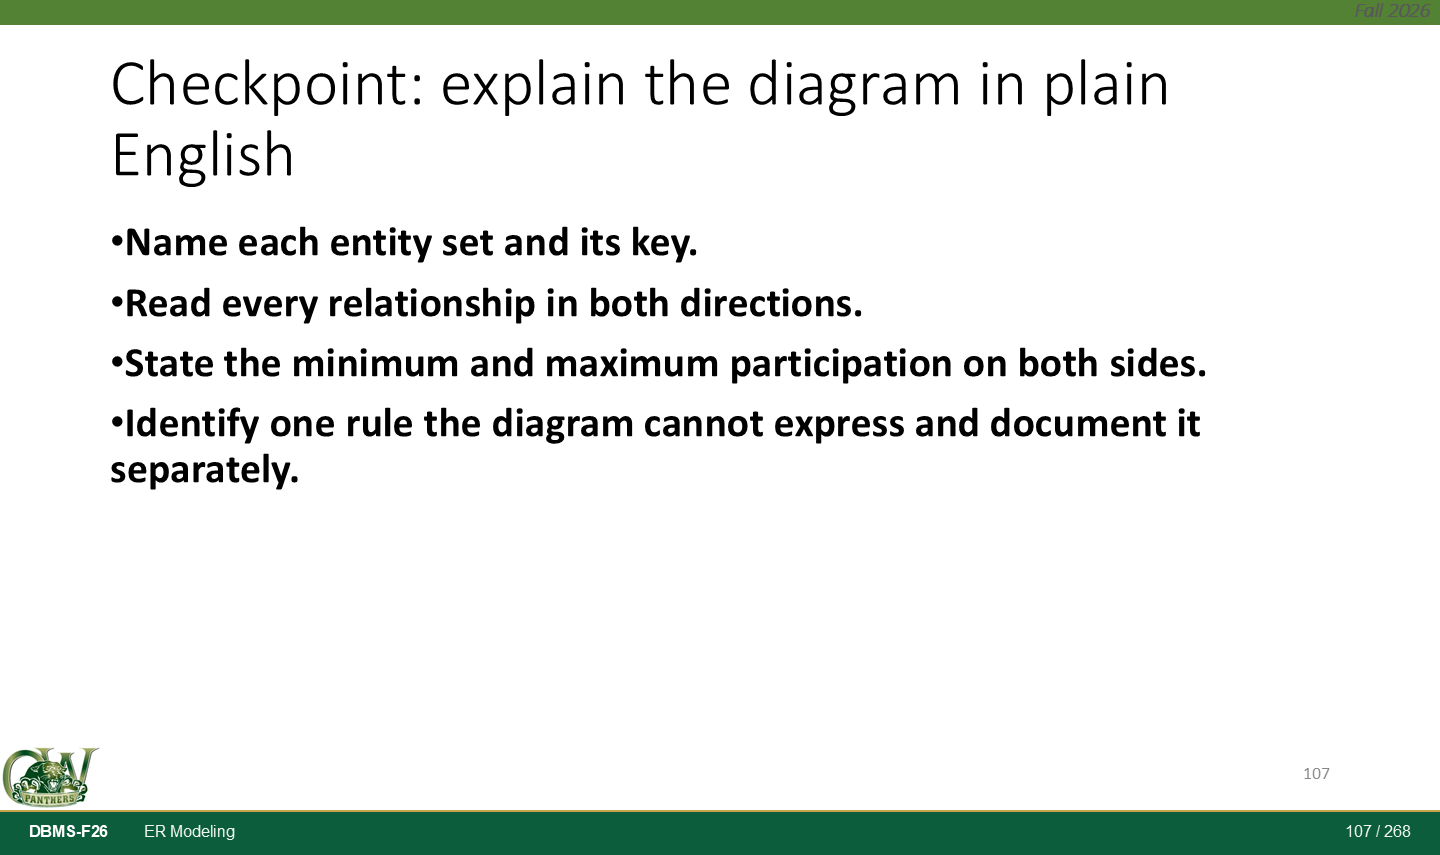 Fall 2026
Checkpoint: explain the diagram in plain
English
•Name each entity set and its key.
•Read every relationship in both directions.
•State the minimum and maximum participation on both sides.
•Identify one rule the diagram cannot express and document it
separately.
OW
PANTHERS
107
DBMS-F26 ER Modeling 107 / 268